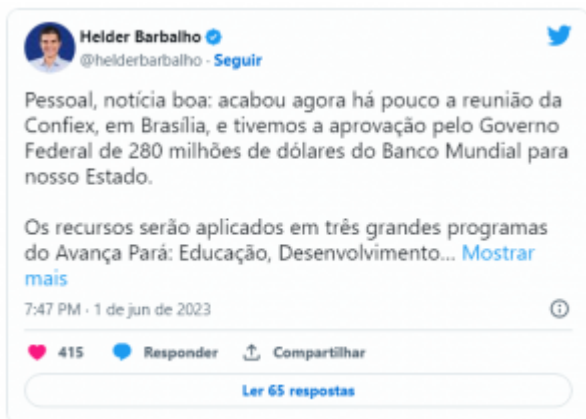 Helder Barbalho
@helderbarbalho · Seguir
Pessoal, notícia boa: acabou agora há pouco a reunião da
Confiex, em Brasília, e tivemos a aprovação pelo Governo
Federal de 280 milhões de dólares do Banco Mundial para
nosso Estado.
Os recursos serão aplicados em três grandes programas
do Avança Pará: Educação, Desenvolvimento... Mostrar
mais
7:47 PM · 1 de jun de 2023
415 Responder Compartilhar
Ler 65 respostas